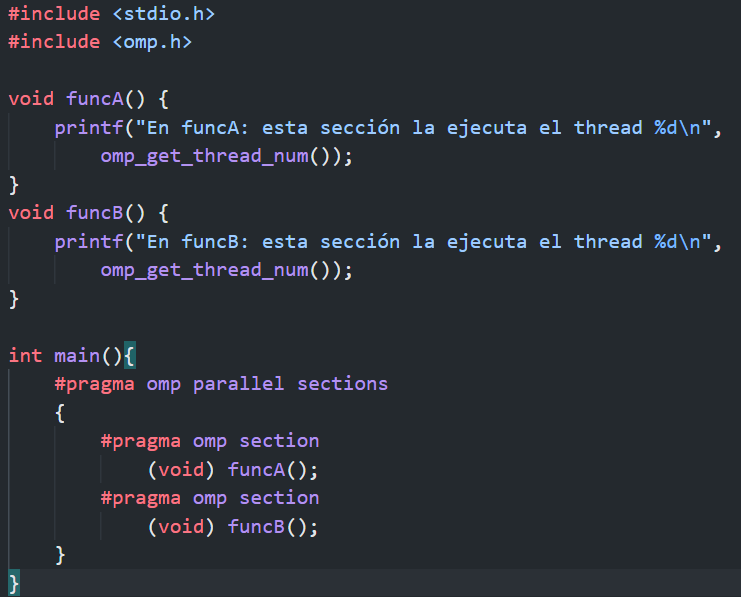 #include <stdio.h>
#include <omp.h>

void funcA() {
    printf("En funcA: esta sección la ejecuta el thread %d\n",
        omp_get_thread_num());
}
void funcB() {
    printf("En funcB: esta sección la ejecuta el thread %d\n",
        omp_get_thread_num());
}

int main(){
    #pragma omp parallel sections
    {
        #pragma omp section
            (void) funcA();
        #pragma omp section
            (void) funcB();
    }
}